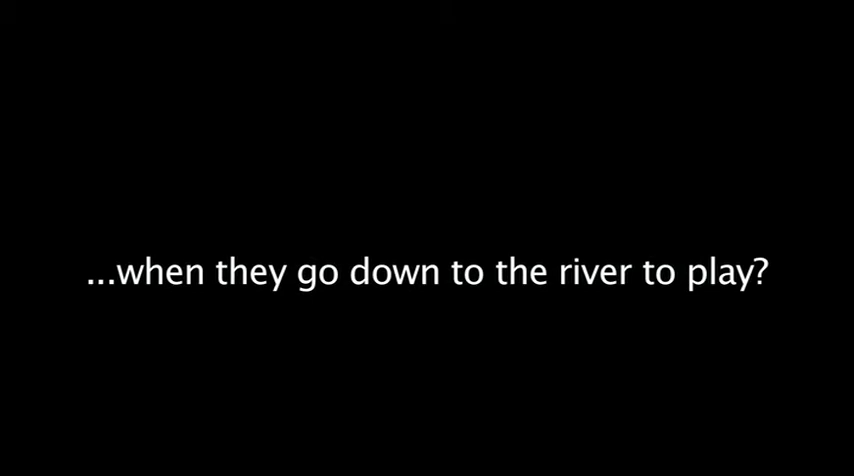 ...when they go down to the river to play?